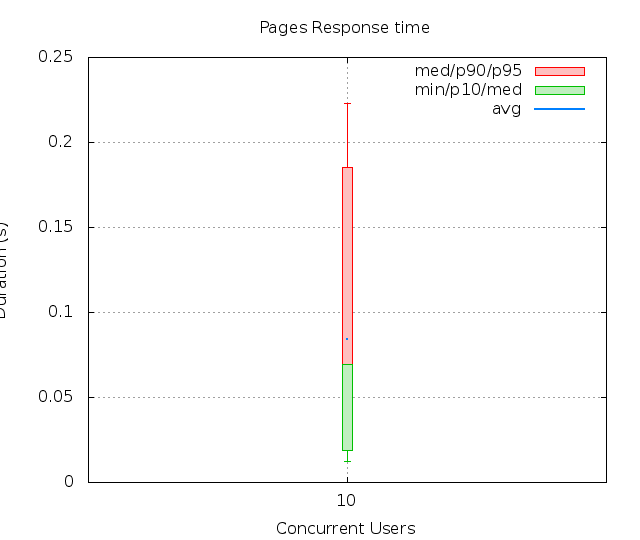 Pages Response time
0.25
med/p90/p95
min/p10/med
avg
0.2
0.15
Duration (s)
0.1
0.05
0
10
Concurrent Users